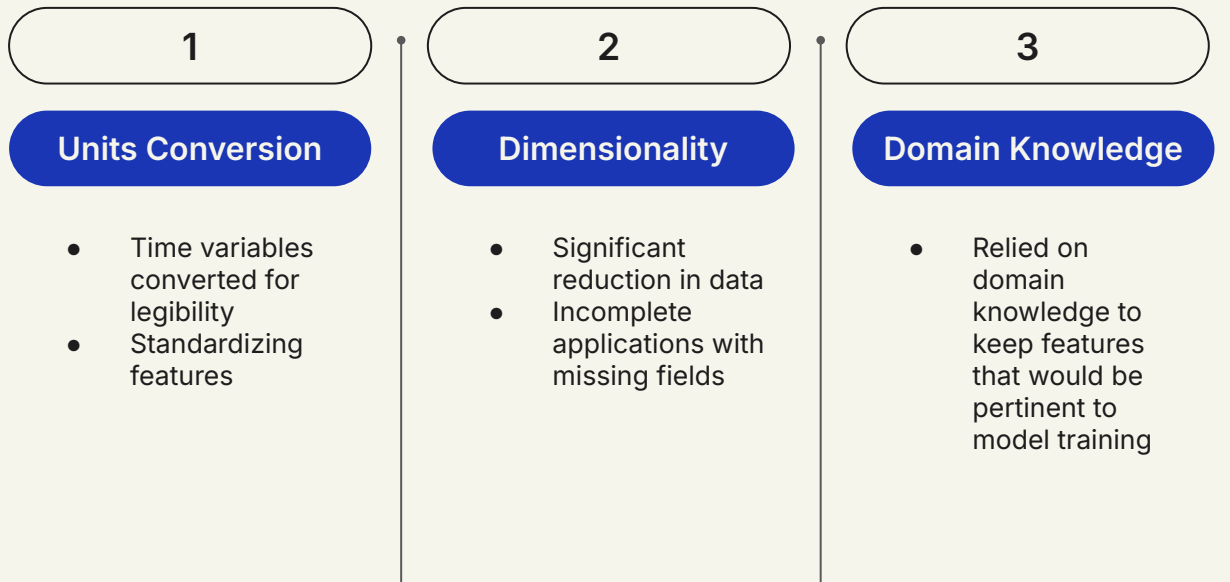 1
Units Conversion
● Time variables
converted for
legibility
● Standardizing
features
2
Dimensionality
● Significant
reduction in data
● Incomplete
applications with
missing fields
3
Domain Knowledge
● Relied on
domain
knowledge to
keep features
that would be
pertinent to
model training